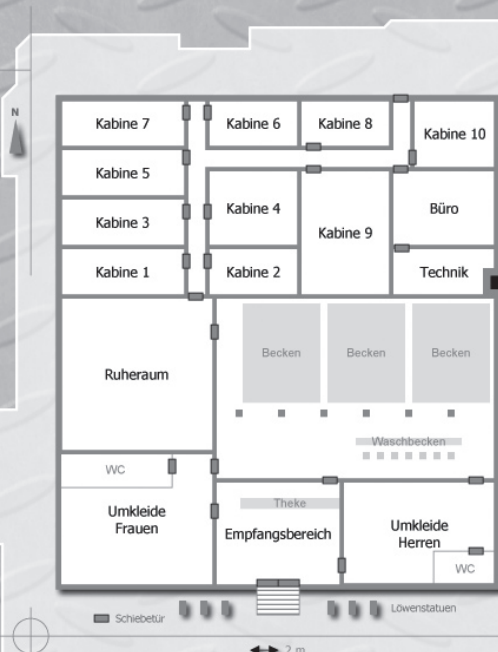 N
Kabine 7
Kabine 6
Kabine 8
Kabine 10
Kabine 5
Kabine 4
Büro
Kabine 3
Kabine 9
Kabine 1
Kabine 2
Technik
Ruheraum
Becken
Becken
Becken
Waschbecken
WC
Umkleide
Frauen
Theke
Empfangsbereich
Umkleide
Herren
WC
Schiebetür
Löwenstatuen
2 m